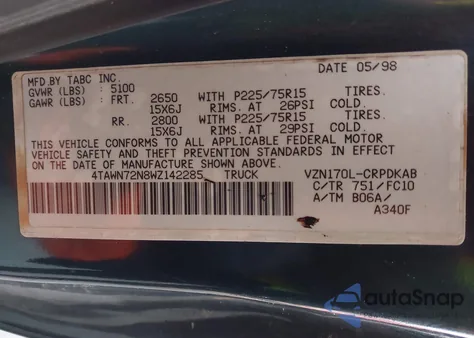 MFD BY TABC INC. DATE 05/98
GVWR (LBS) : 5100
GAWR (LBS) : FRT. 2650 WITH P225/75R15 TIRES.
15X6J RIMS. AT 26PSI COLD.
RR. 2800 WITH P225/75R15 TIRES.
15X6J RIMS. AT 29PSI COLD.
THIS VEHICLE CONFORMS TO ALL APPLICABLE FEDERAL MOTOR
VEHICLE SAFETY AND THEFT PREVENTION STANDARDS IN EFFECT
ON THE DATE OF MANUFACTURE SHOWN ABOVE.
4TAWN72N8WZ142285 TRUCK VZN170L-CRPDKAB
C/TR 751/FC10
A/TM B06A/
A340F
autoSnap